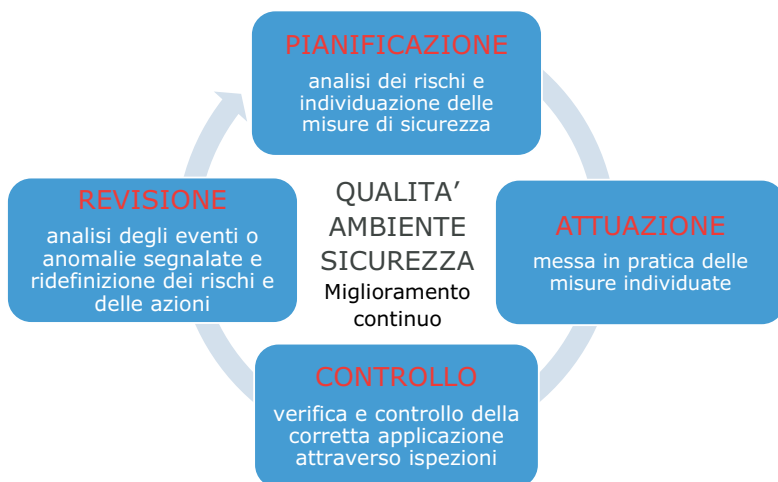 PIANIFICAZIONE
analisi dei rischi e
individuazione delle
misure di sicurezza
REVISIONE
analisi degli eventi o
anomalie segnalate e
ridefinizione dei rischi e
delle azioni
QUALITA’
AMBIENTE
SICUREZZA
Miglioramento
continuo
ATTUAZIONE
messa in pratica delle
misure individuate
CONTROLLO
verifica e controllo della
corretta applicazione
attraverso ispezioni